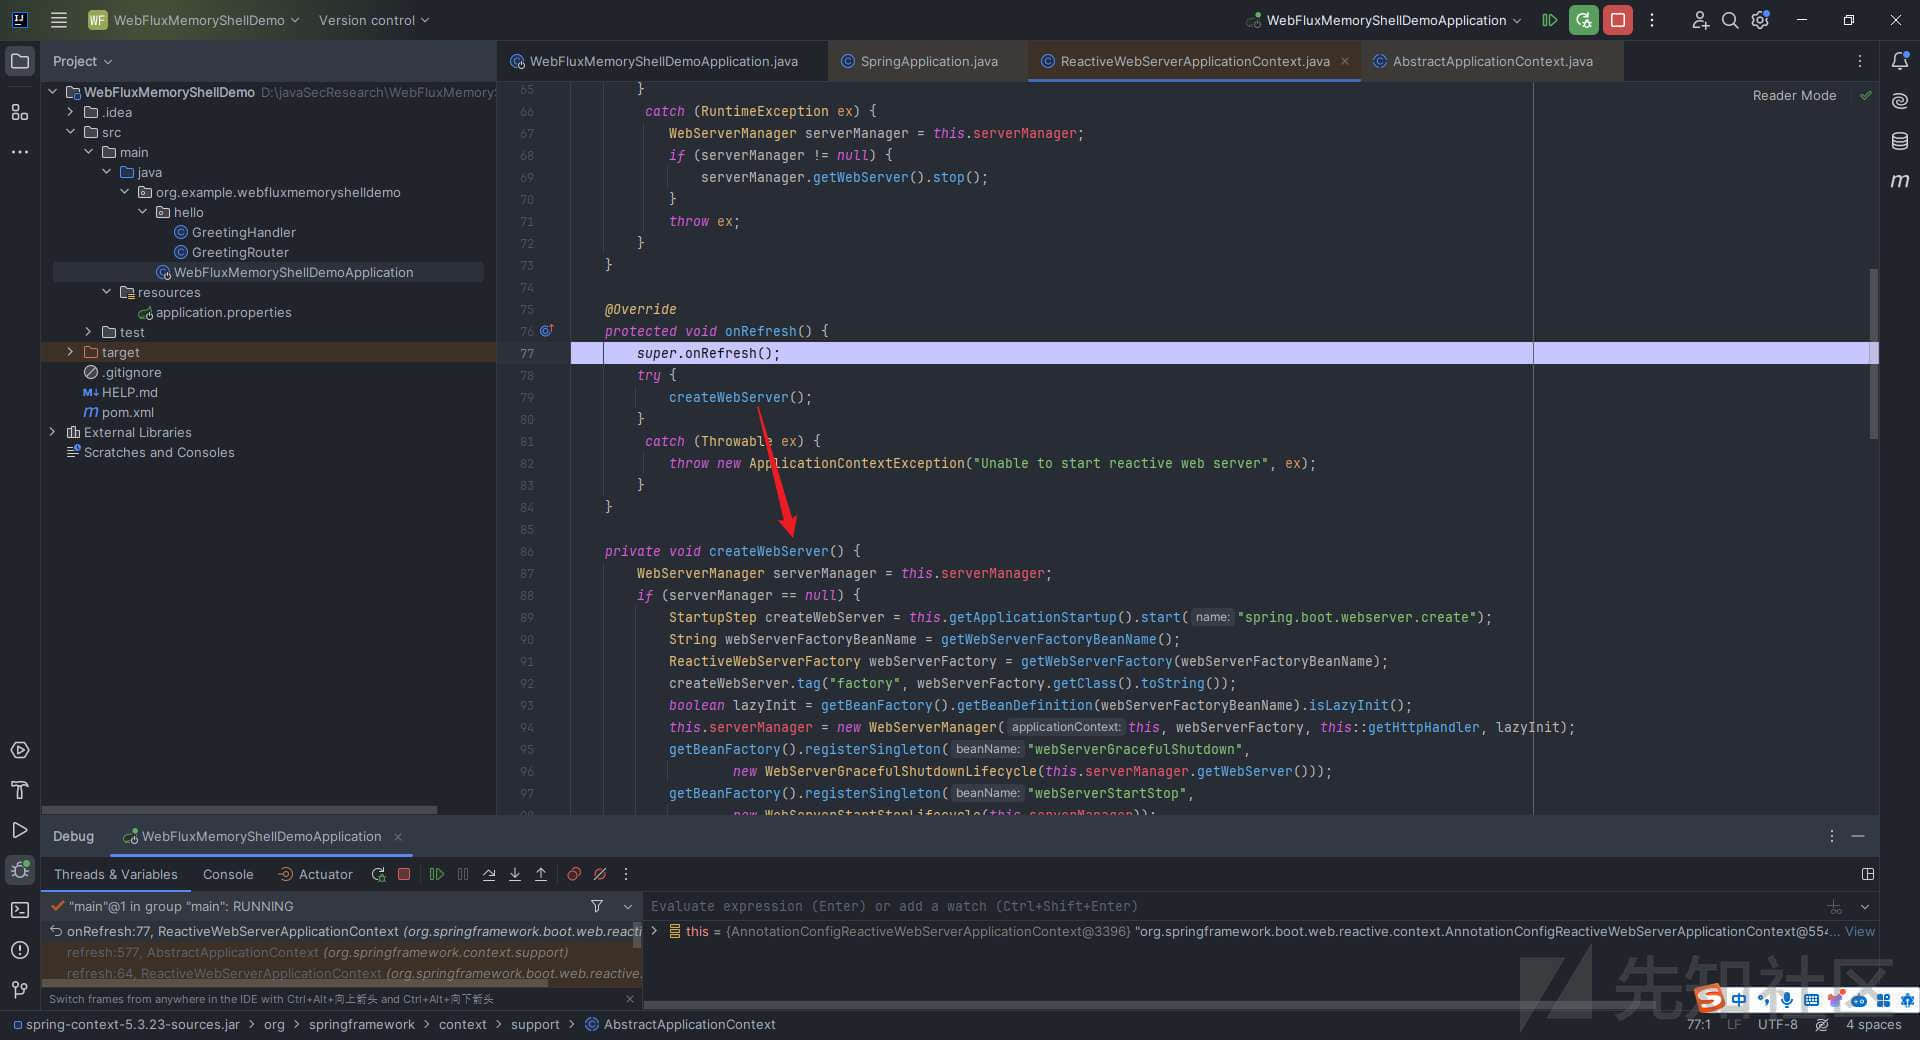 WF WebFluxMemoryShellDemo Version control WebFluxMemoryShellDemoApplication
Project
WebFluxMemoryShellDemoApplication.java SpringApplication.java ReactiveWebServerApplicationContext.java AbstractApplicationContext.java
WebFluxMemoryShellDemo D:\javaSecResearch\WebFluxMemory
.idea
src
main
java
org.example.webfluxmemoryshelldemo
hello
GreetingHandler
GreetingRouter
WebFluxMemoryShellDemoApplication
resources
application.properties
test
target
.gitignore
HELP.md
pom.xml
External Libraries
Scratches and Consoles
Reader Mode
65 }
66 catch (RuntimeException ex) {
67 WebServerManager serverManager = this.serverManager;
68 if (serverManager != null) {
69 serverManager.getWebServer().stop();
70 }
71 throw ex;
72 }
73 }
74
75 @Override
76 protected void onRefresh() {
77 super.onRefresh();
78 try {
79 createWebServer();
80 }
81 catch (Throwable ex) {
82 throw new ApplicationContextException("Unable to start reactive web server", ex);
83 }
84 }
85
86 private void createWebServer() {
87 WebServerManager serverManager = this.serverManager;
88 if (serverManager == null) {
89 StartupStep createWebServer = this.getApplicationStartup().start( name: "spring.boot.webserver.create");
90 String webServerFactoryBeanName = getWebServerFactoryBeanName();
91 ReactiveWebServerFactory webServerFactory = getWebServerFactory(webServerFactoryBeanName);
92 createWebServer.tag("factory", webServerFactory.getClass().toString());
93 boolean lazyInit = getBeanFactory().getBeanDefinition(webServerFactoryBeanName).isLazyInit();
94 this.serverManager = new WebServerManager( applicationContext: this, webServerFactory, this::getHttpHandler, lazyInit);
95 getBeanFactory().registerSingleton( beanName: "webServerGracefulShutdown",
96 new WebServerGracefulShutdownLifecycle(this.serverManager.getWebServer()));
97 getBeanFactory().registerSingleton( beanName: "webServerStartStop",
98 new WebServerStartStopLifecycle(this.serverManager));
Debug WebFluxMemoryShellDemoApplication
Threads & Variables Console Actuator
"main"@1 in group "main": RUNNING
Evaluate expression (Enter) or add a watch (Ctrl+Shift+Enter)
onRefresh:77, ReactiveWebServerApplicationContext (org.springframework.boot.web.reacti
this = {AnnotationConfigReactiveWebServerApplicationContext@3396} "org.springframework.boot.web.reactive.context.AnnotationConfigReactiveWebServerApplicationContext@554... View
refresh:577, AbstractApplicationContext (org.springframework.context.support)
refresh:64, ReactiveWebServerApplicationContext (org.springframework.boot.web.reactive.
Switch frames from anywhere in the IDE with Ctrl+Alt+向上箭头 and Ctrl+Alt+向下箭头
先知社区
中
spring-context-5.3.23-sources.jar org springframework context support AbstractApplicationContext
77:1 LF UTF-8 4 spaces